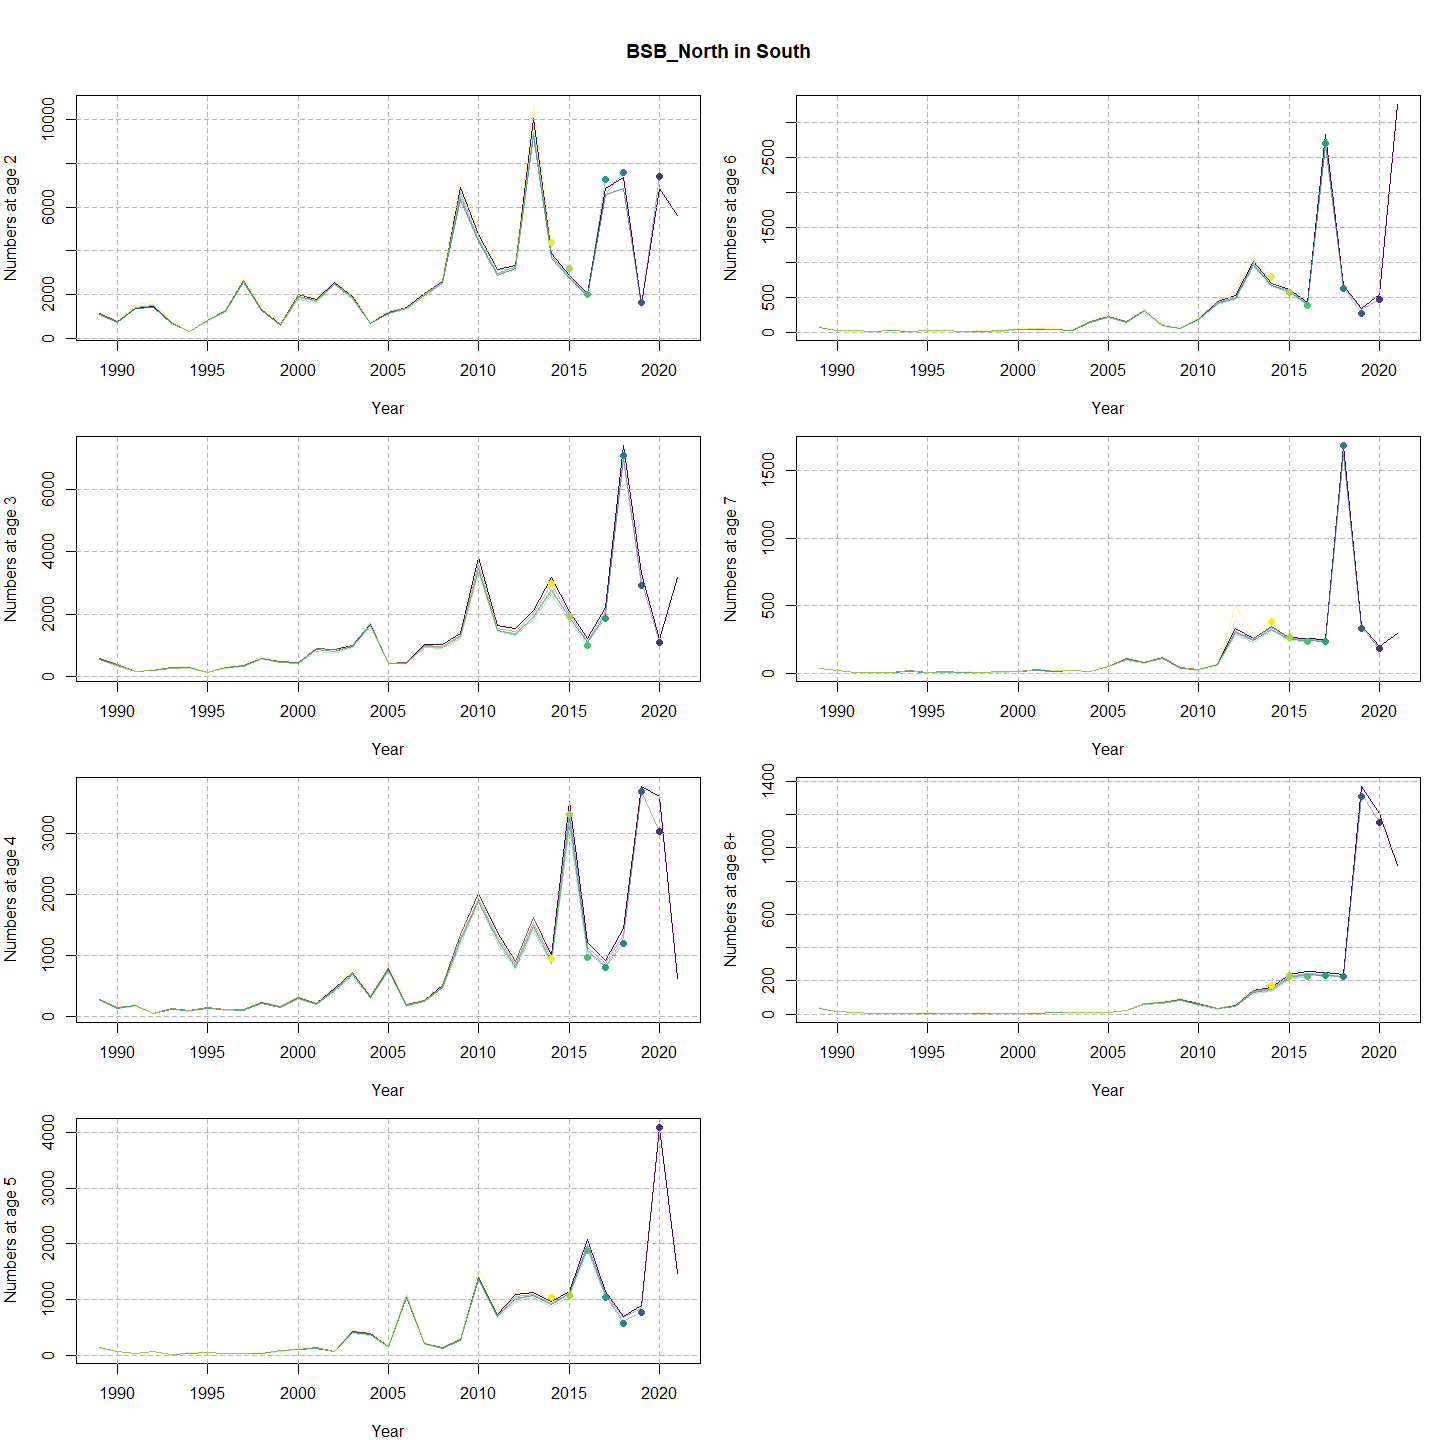 BSB_North in South
Numbers at age 2
0 2000 6000 10000
1990 1995 2000 2005 2010 2015 2020
Year
Numbers at age 6
0 500 1500 2500
1990 1995 2000 2005 2010 2015 2020
Year
Numbers at age 3
0 2000 4000 6000
1990 1995 2000 2005 2010 2015 2020
Year
Numbers at age 7
0 500 1000 1500
1990 1995 2000 2005 2010 2015 2020
Year
Numbers at age 4
0 1000 2000 3000
1990 1995 2000 2005 2010 2015 2020
Year
Numbers at age 8+
0 200 600 1000 1400
1990 1995 2000 2005 2010 2015 2020
Year
Numbers at age 5
0 1000 2000 3000 4000
1990 1995 2000 2005 2010 2015 2020
Year